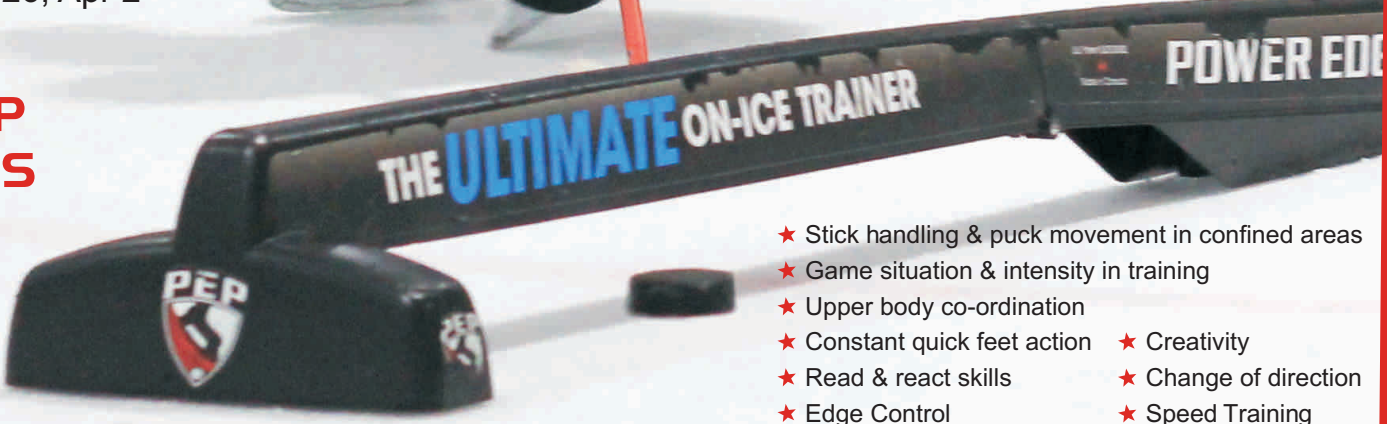 THE ULTIMATE ON-ICE TRAINER
POWER EDG
PEP
PEP
★ Stick handling & puck movement in confined areas
★ Game situation & intensity in training
★ Upper body co-ordination
★ Constant quick feet action ★ Creativity
★ Read & react skills ★ Change of direction
★ Edge Control ★ Speed Training
P
S